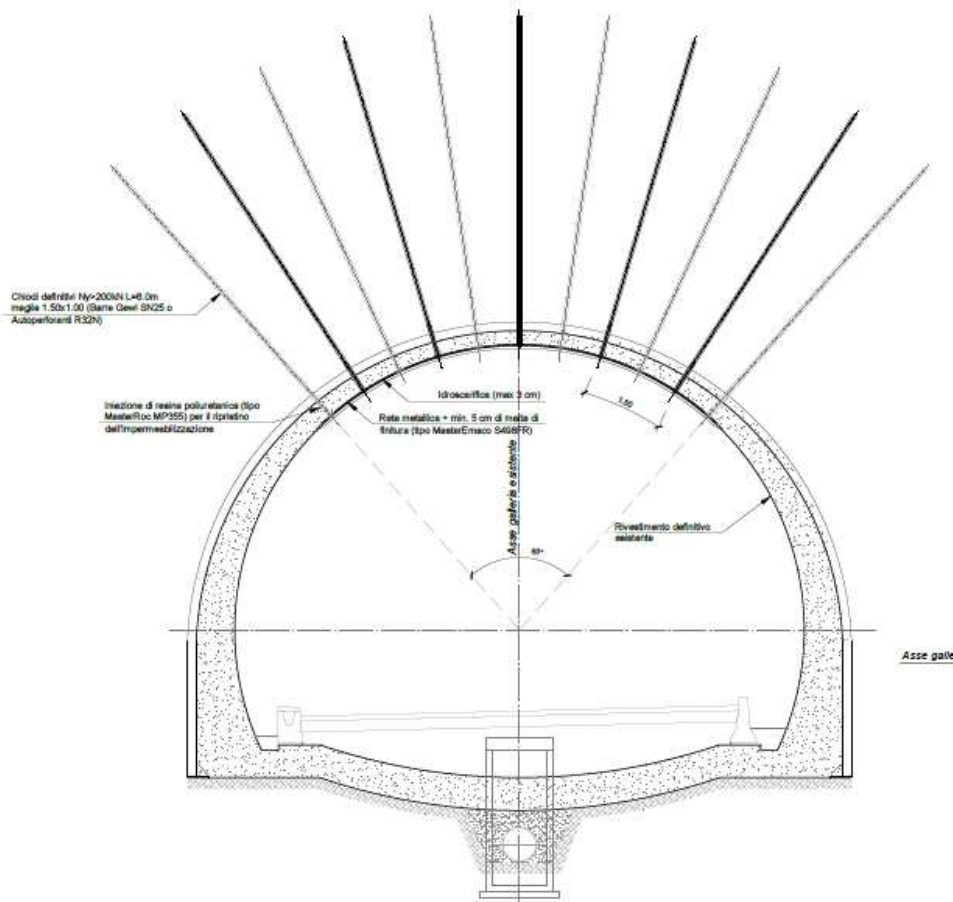 Chiodi definitivi Ny>200kN L=6.0m
maglia 1.50x1.00 (Barre Gewi SN25 o
Autoperforanti R32N)
Iniezione di resina poliuretanica (tipo
MasterRoc MP355) per il ripristino
dell'impermeabilizzazione
Idroscarifica (max 3 cm)
Rete metallica + min. 5 cm di malta di
finitura (tipo MasterEmaco S498FR)
1.50
Asse galleria esistente
Rivestimento definitivo
esistente
Asse galle